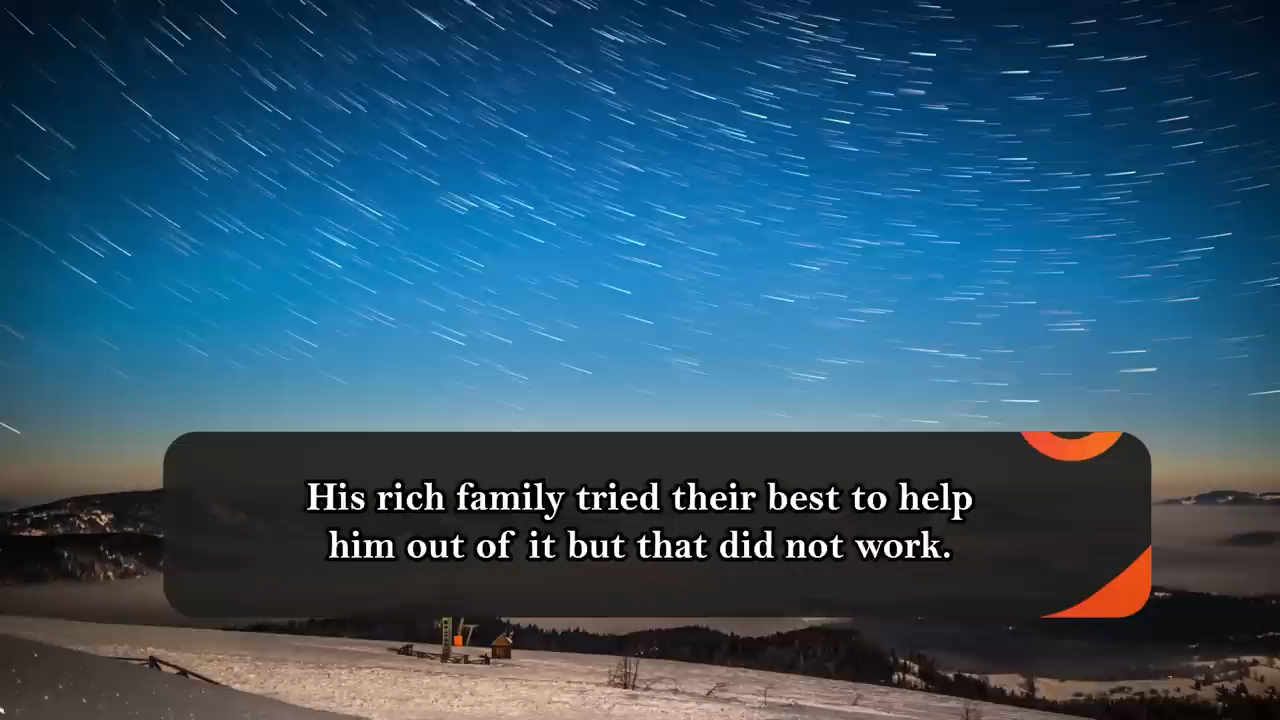 His rich family tried their best to help
him out of it but that did not work.